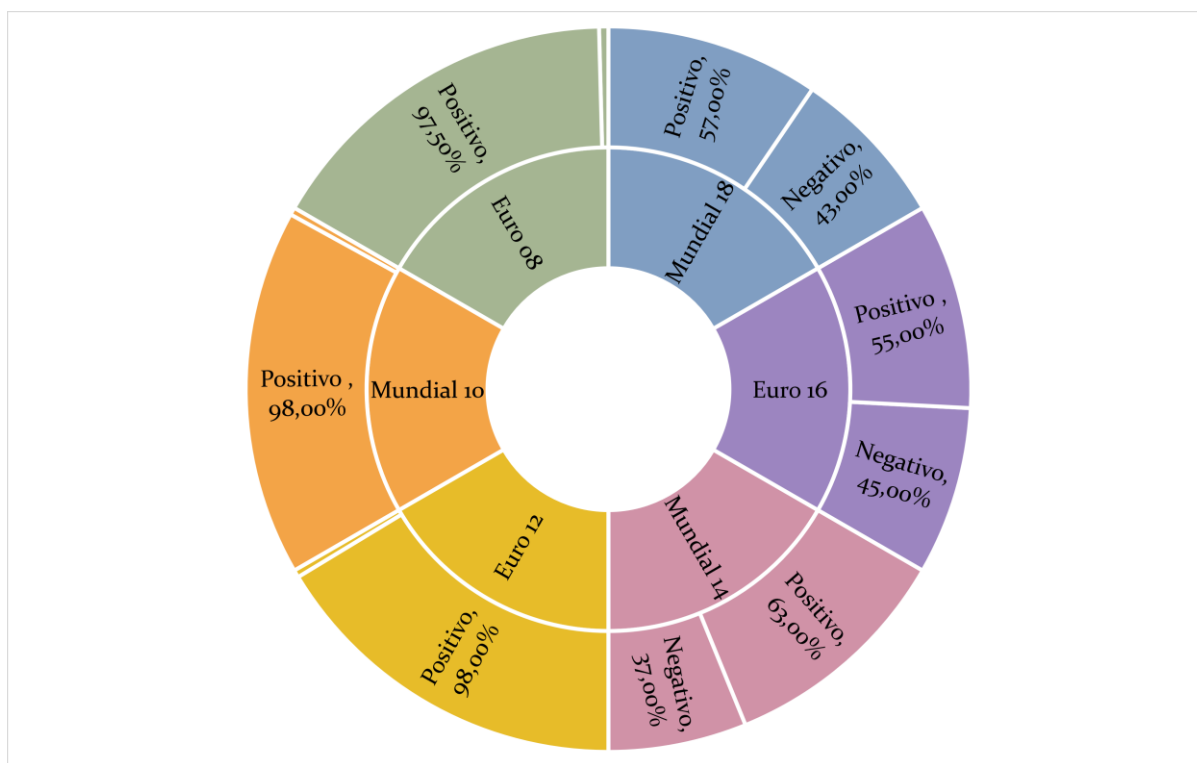 Positivo,
57,00%
Negativo,
43,00%
Mundial 18
Positivo ,
55,00%
Negativo,
45,00%
Euro 16
Positivo,
63,00%
Negativo,
37,00%
Mundial 14
Positivo,
98,00%
Euro 12
Positivo ,
98,00%
Mundial 10
Positivo,
97,50%
Euro 08